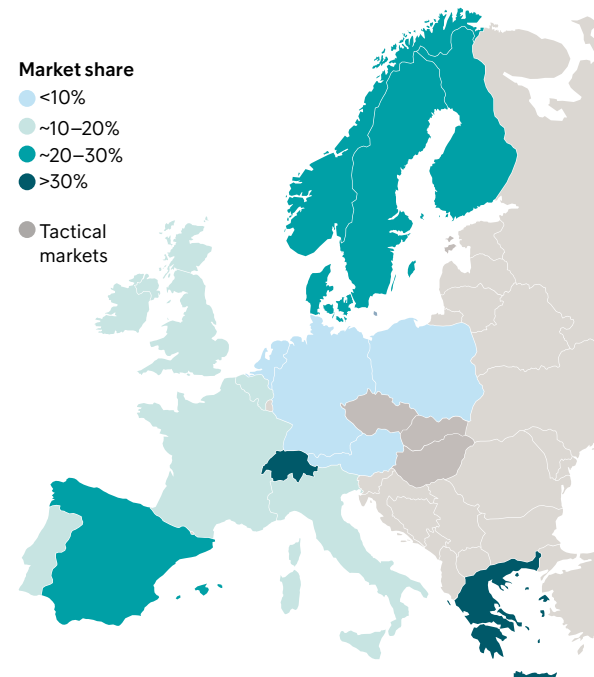 Market share
<10%
~10–20%
~20–30%
>30%
Tactical
markets